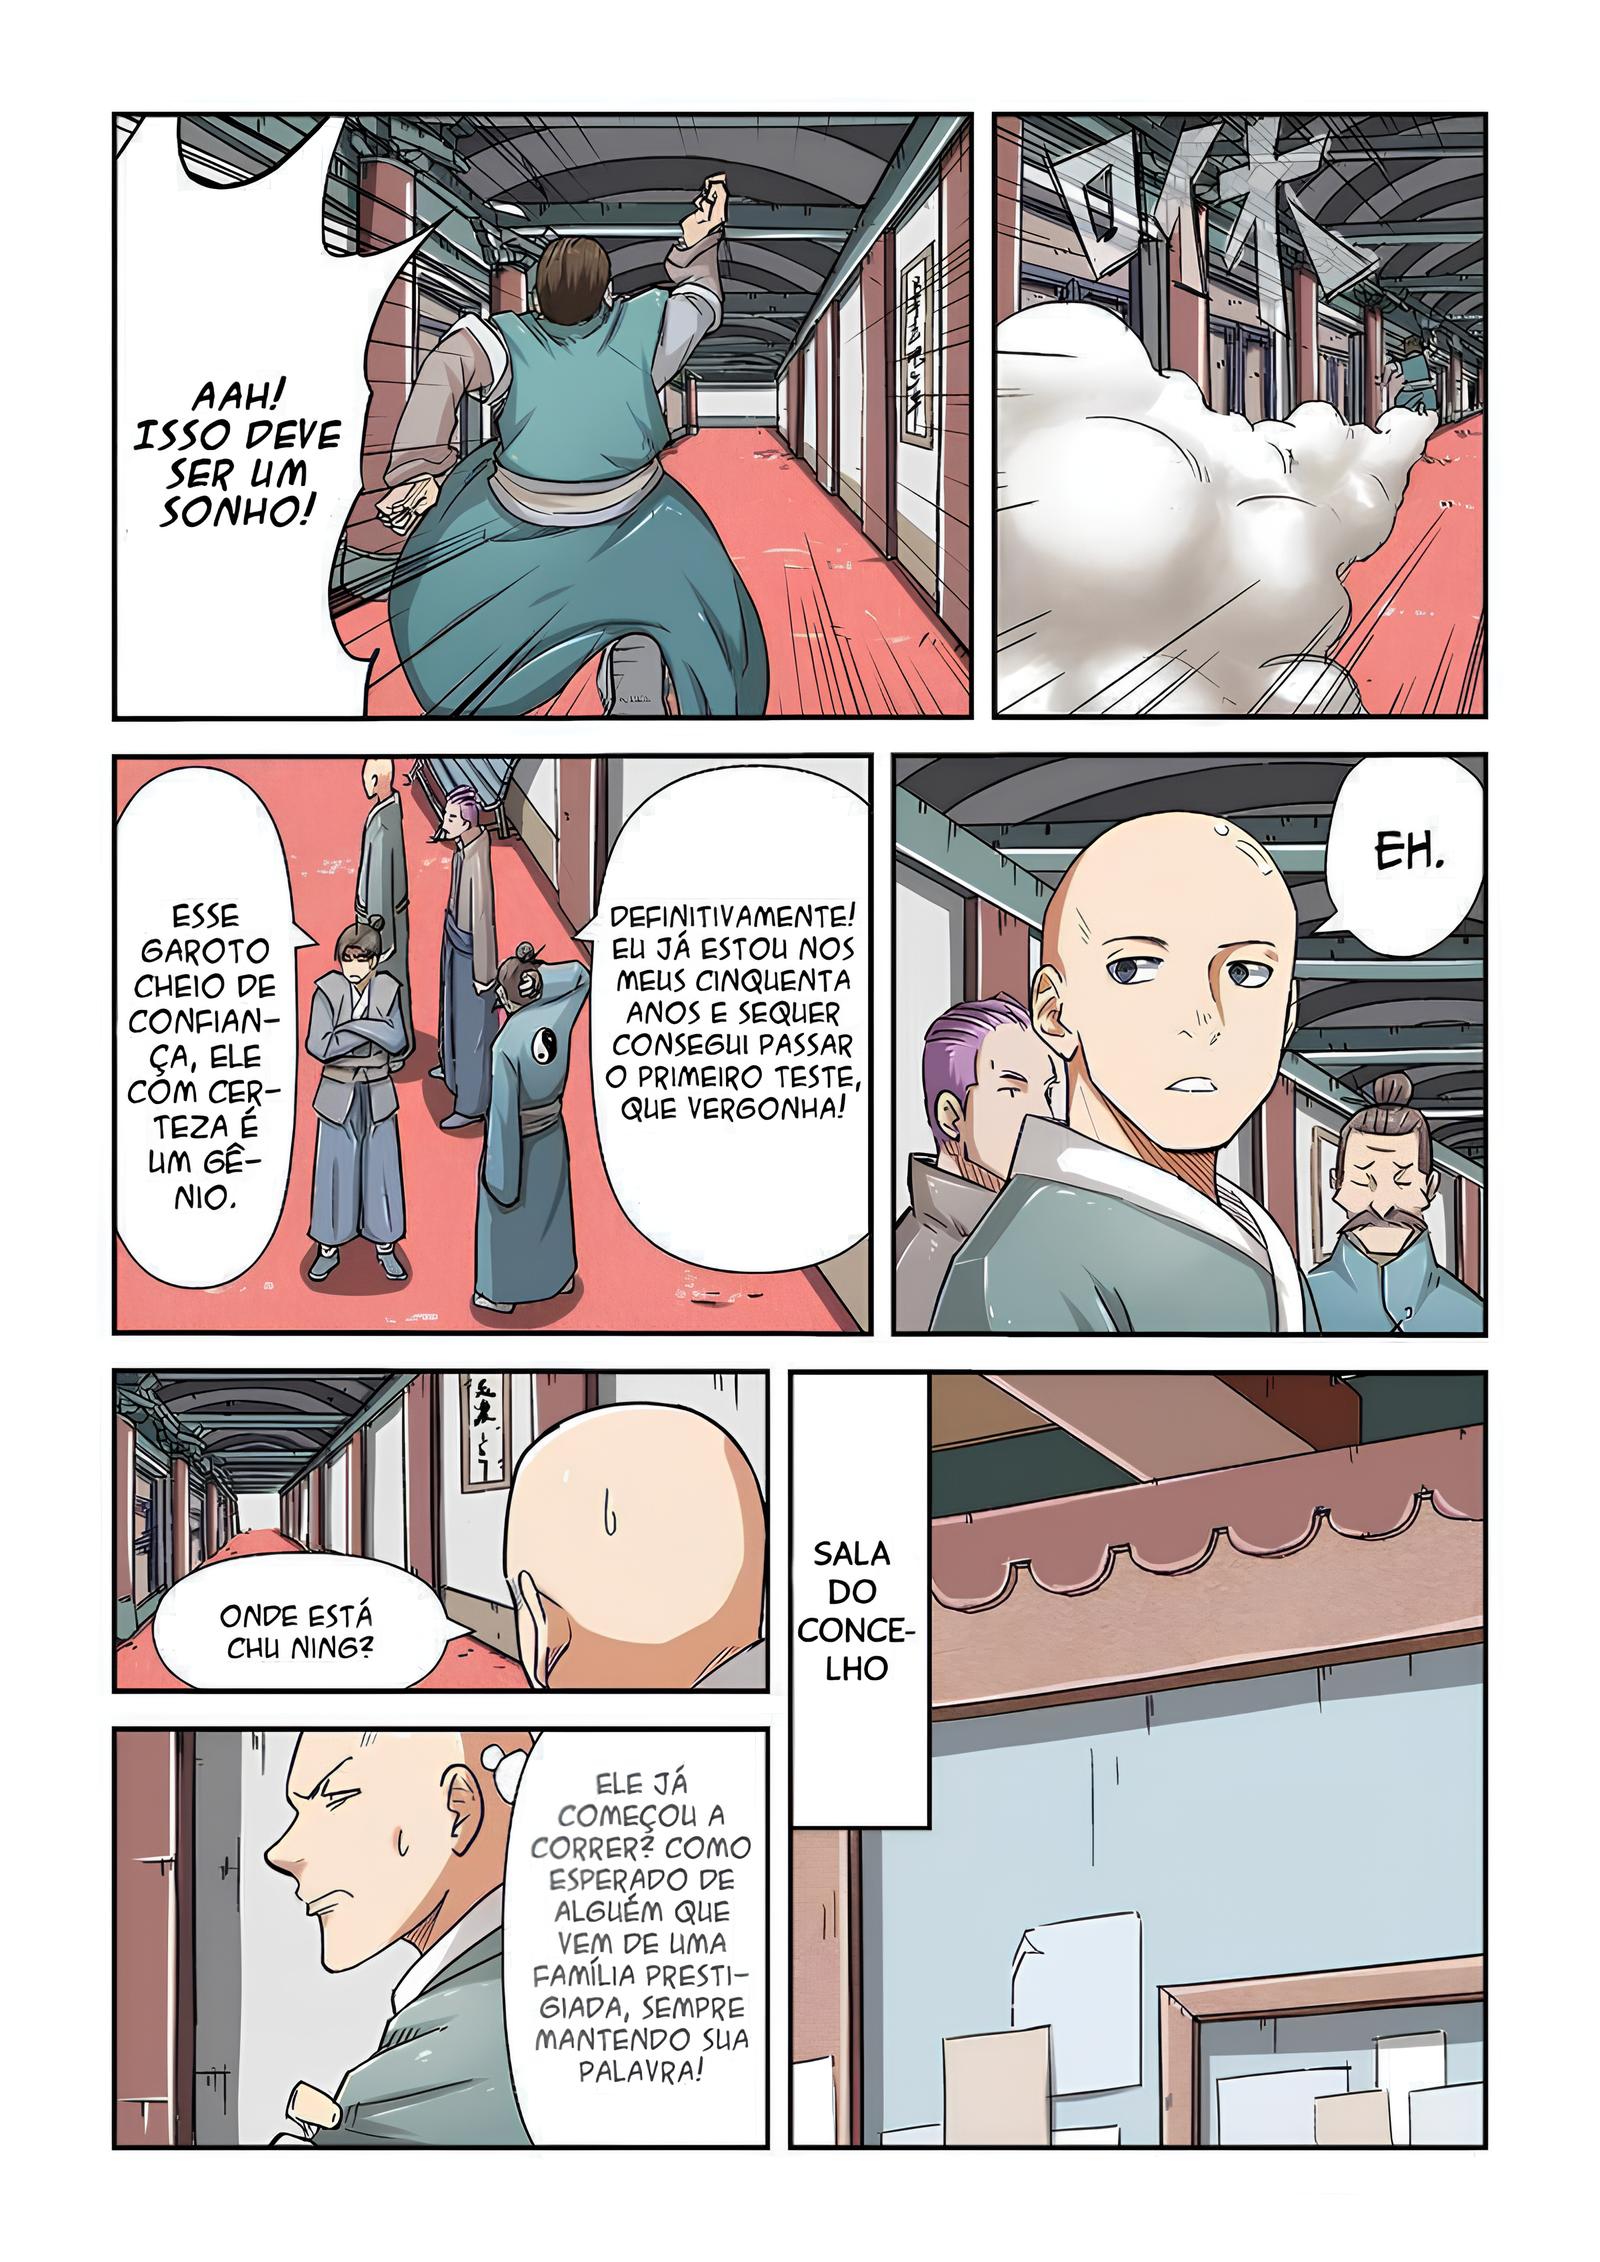 AAH!
ISSO DEVE
SER UM
SONHO!
ESSE
GAROTO
CHEIO DE
CONFIAN-
ÇA, ELE
COM CER-
TEZA É
UM GÊ-
NIO.
DEFINITIVAMENTE!
EU JÁ ESTOU NOS
MEUS CINQUENTA
ANOS E SEQUER
CONSEGUI PASSAR
O PRIMEIRO TESTE,
QUE VERGONHA!
EH.
ONDE ESTÁ
CHU NING?
ELE JÁ
COMEÇOU A
CORRER? COMO
ESPERADO DE
ALGUÉM QUE
VEM DE UMA
FAMÍLIA PRESTI-
GIADA, SEMPRE
MANTENDO SUA
PALAVRA!
SALA
DO
CONCE-
LHO